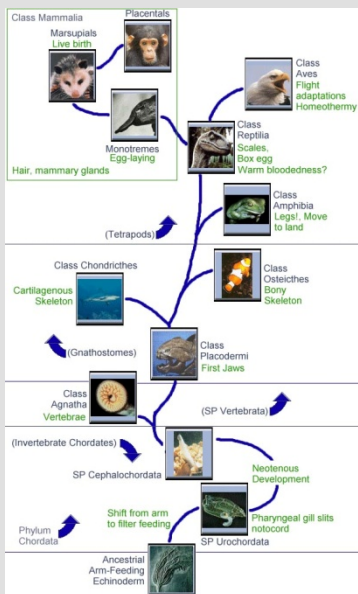 Class Mammalia
Placentals
Marsupials
Live birth
Class
Aves
Flight
adaptations
Homeothermy
Monotremes
Egg-laying
Hair, mammary glands
Class
Reptilia
Scales,
Box egg
Warm bloodedness?
Class
Amphibia
Legs!, Move
to land
(Tetrapods)
Class Chondricthes
Cartilagenous
Skeleton
Class
Osteicthes
Bony
Skeleton
(Gnathostomes)
Class
Placodermi
First Jaws
Class
Agnatha
Vertebrae
(SP Vertebrata)
(Invertebrate Chordates)
SP Cephalochordata
Neotenous
Development
Shift from arm
to filter feeding
Pharyngeal gill slits
notocord
SP Urochordata
Phylum
Chordata
Ancestral
Arm-Feeding
Echinoderm